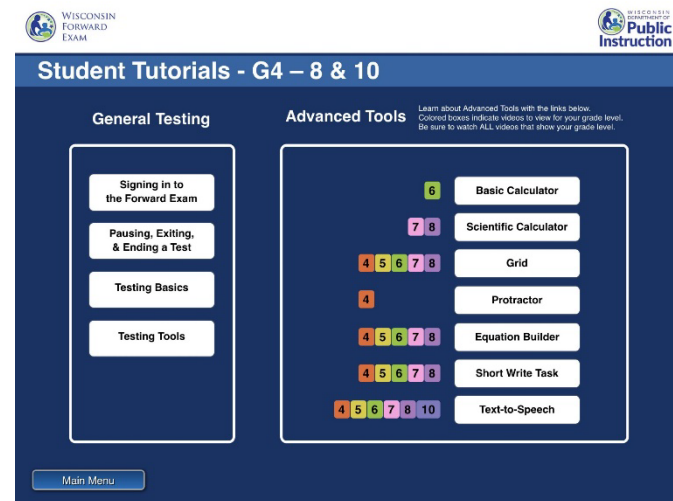 WISCONSIN
FORWARD
EXAM
WISCONSIN
DEPARTMENT OF
Public
Instruction
Student Tutorials - G4 – 8 & 10
General Testing
Signing in to
the Forward Exam
Pausing, Exiting,
& Ending a Test
Testing Basics
Testing Tools
Advanced Tools
Learn about Advanced Tools with the links below.
Colored boxes indicate videos to view for your grade level.
Be sure to watch ALL videos that show your grade level.
6 Basic Calculator
7 8 Scientific Calculator
4 5 6 7 8 Grid
4 Protractor
4 5 6 7 8 Equation Builder
4 5 6 7 8 Short Write Task
4 5 6 7 8 10 Text-to-Speech
Main Menu